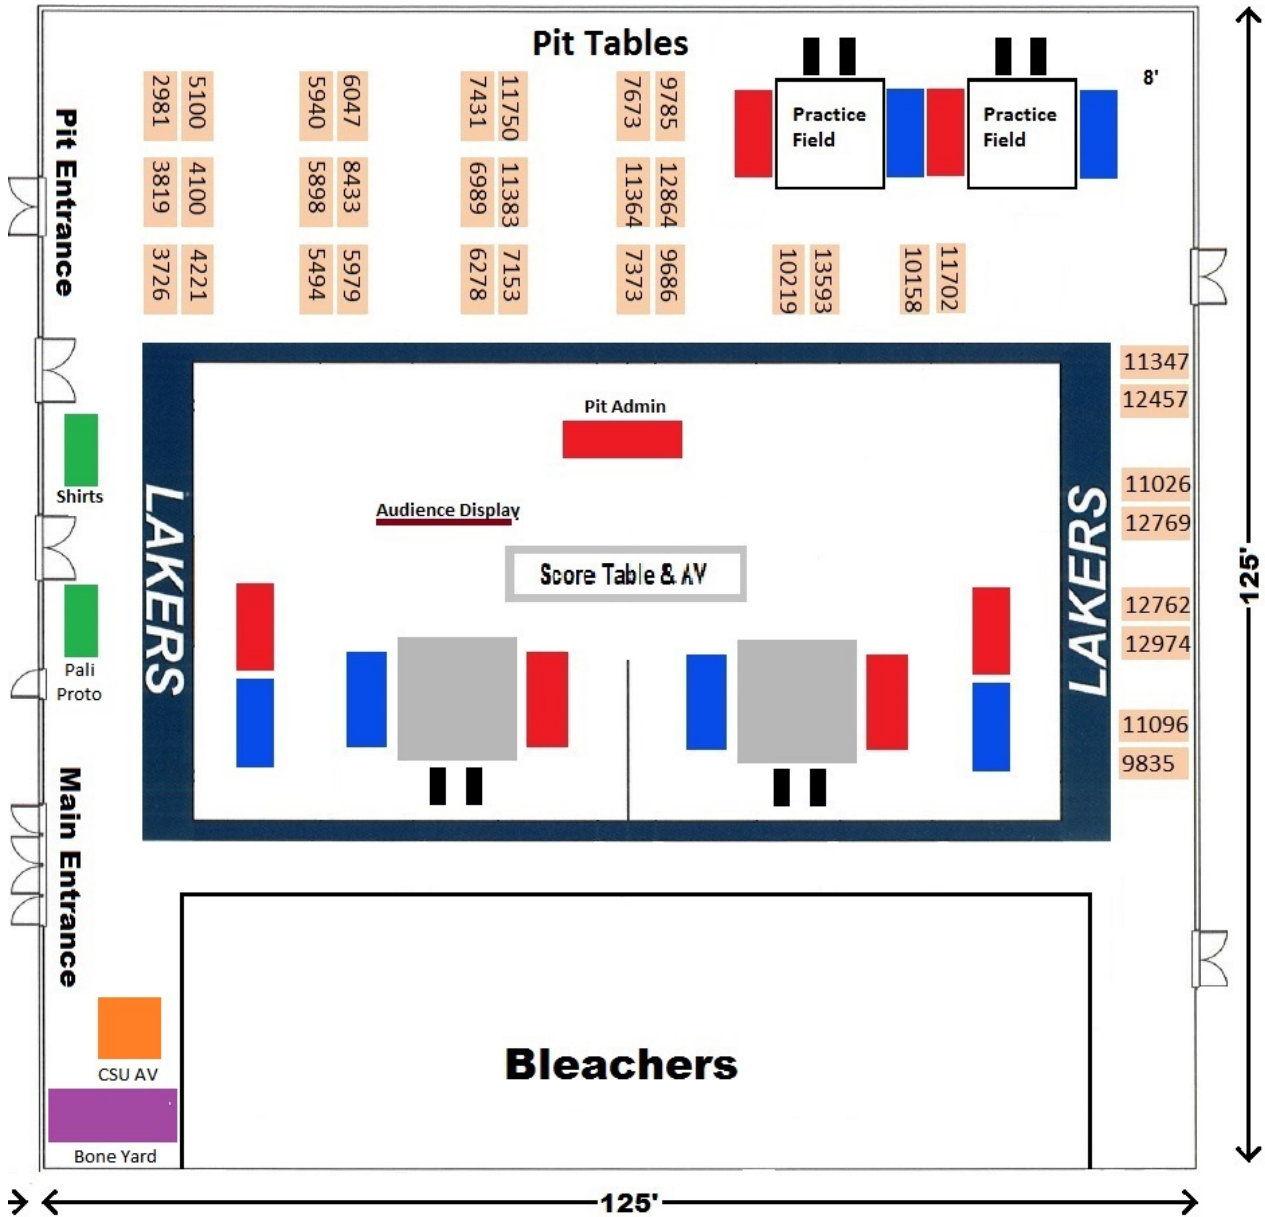 Pit Tables
8'
Pit Entrance
2981
5100
5940
6047
7431
11750
7673
9785
Practice
Field
Practice
Field
3819
4100
5898
8433
6989
11383
11364
12864
3726
4221
5494
5979
6278
7153
7373
9686
10219
13593
10158
11702
11347
12457
11026
12769
12762
12974
11096
9835
Pit Admin
Shirts
Audience Display
Score Table & AV
LAKERS
LAKERS
Pali
Proto
Main Entrance
CSU AV
Bone Yard
Bleachers
125'
125'